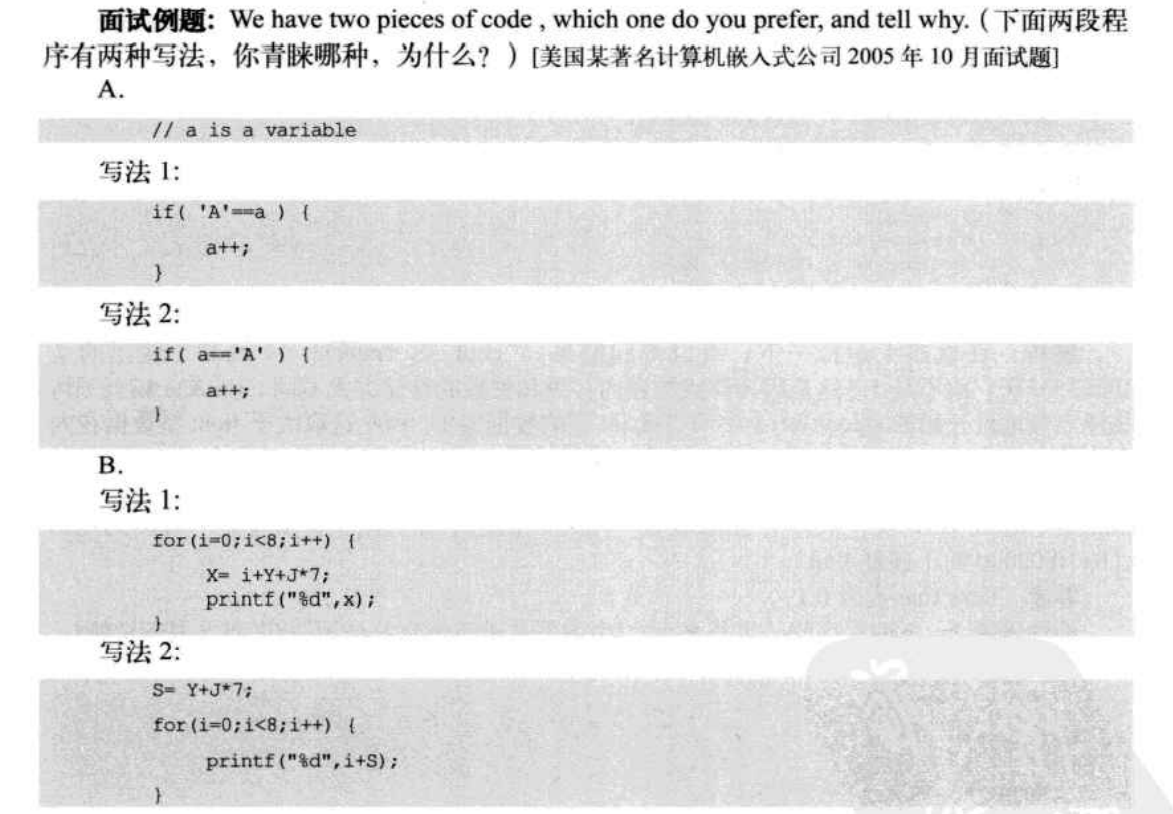 面试例题：We have two pieces of code , which one do you prefer, and tell why. ( 下面两段程
序有两种写法，你青睐哪种，为什么？ ) [美国某著名计算机嵌入式公司 2005 年 10 月面试题]
A.
// a is a variable
写法 1:
if( 'A'==a ) {
a++;
}
写法 2:
if( a=='A' ) {
a++;
}
B.
写法 1:
for(i=0;i<8;i++) {
X= i+Y+J*7;
printf("%d",x);
}
写法 2:
S= Y+J*7;
for(i=0;i<8;i++) {
printf("%d",i+S);
}